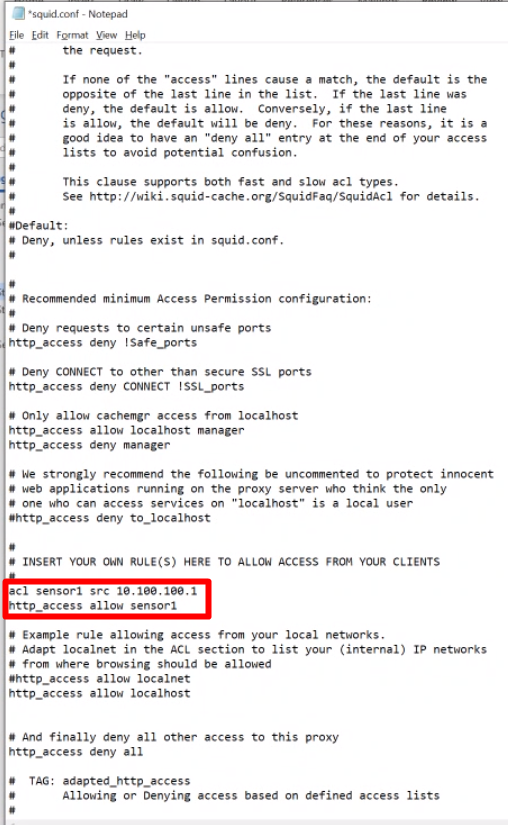 *squid.conf - Notepad
File Edit Format View Help
# the request.
#
# If none of the "access" lines cause a match, the default is the
# opposite of the last line in the list. If the last line was
# deny, the default is allow. Conversely, if the last line
# is allow, the default will be deny. For these reasons, it is a
# good idea to have an "deny all" entry at the end of your access
# lists to avoid potential confusion.
#
# This clause supports both fast and slow acl types.
# See http://wiki.squid-cache.org/SquidFaq/SquidAcl for details.
#
#Default:
# Deny, unless rules exist in squid.conf.
#

#
# Recommended minimum Access Permission configuration:
#
# Deny requests to certain unsafe ports
http_access deny !Safe_ports

# Deny CONNECT to other than secure SSL ports
http_access deny CONNECT !SSL_ports

# Only allow cachemgr access from localhost
http_access allow localhost manager
http_access deny manager

# We strongly recommend the following be uncommented to protect innocent
# web applications running on the proxy server who think the only
# one who can access services on "localhost" is a local user
#http_access deny to_localhost

#
# INSERT YOUR OWN RULE(S) HERE TO ALLOW ACCESS FROM YOUR CLIENTS
#
acl sensor1 src 10.100.100.1
http_access allow sensor1

# Example rule allowing access from your local networks.
# Adapt localnet in the ACL section to list your (internal) IP networks
# from where browsing should be allowed
#http_access allow localnet
http_access allow localhost

# And finally deny all other access to this proxy
http_access deny all

# TAG: adapted_http_access
# Allowing or Denying access based on defined access lists
#